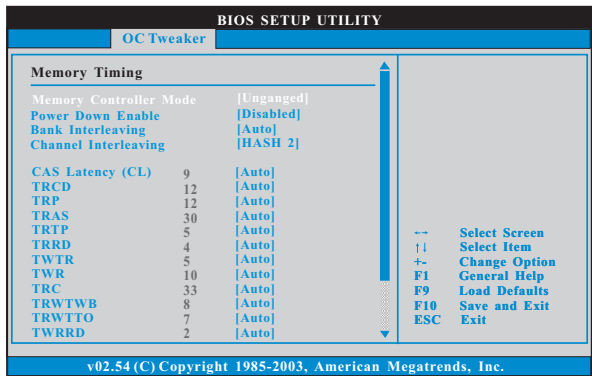 BIOS SETUP UTILITY
OC Tweaker
Memory Timing
Memory Controller Mode [Unganged]
Power Down Enable [Disabled]
Bank Interleaving [Auto]
Channel Interleaving [HASH 2]
CAS Latency (CL) 9 [Auto]
TRCD 12 [Auto]
TRP 12 [Auto]
TRAS 30 [Auto]
TRTP 5 [Auto]
TRRD 4 [Auto]
TWTR 5 [Auto]
TWR 10 [Auto]
TRC 33 [Auto]
TRWTWB 8 [Auto]
TRWTTO 7 [Auto]
TWRRD 2 [Auto]
←→ Select Screen
↑↓ Select Item
+- Change Option
F1 General Help
F9 Load Defaults
F10 Save and Exit
ESC Exit
v02.54 (C) Copyright 1985-2003, American Megatrends, Inc.